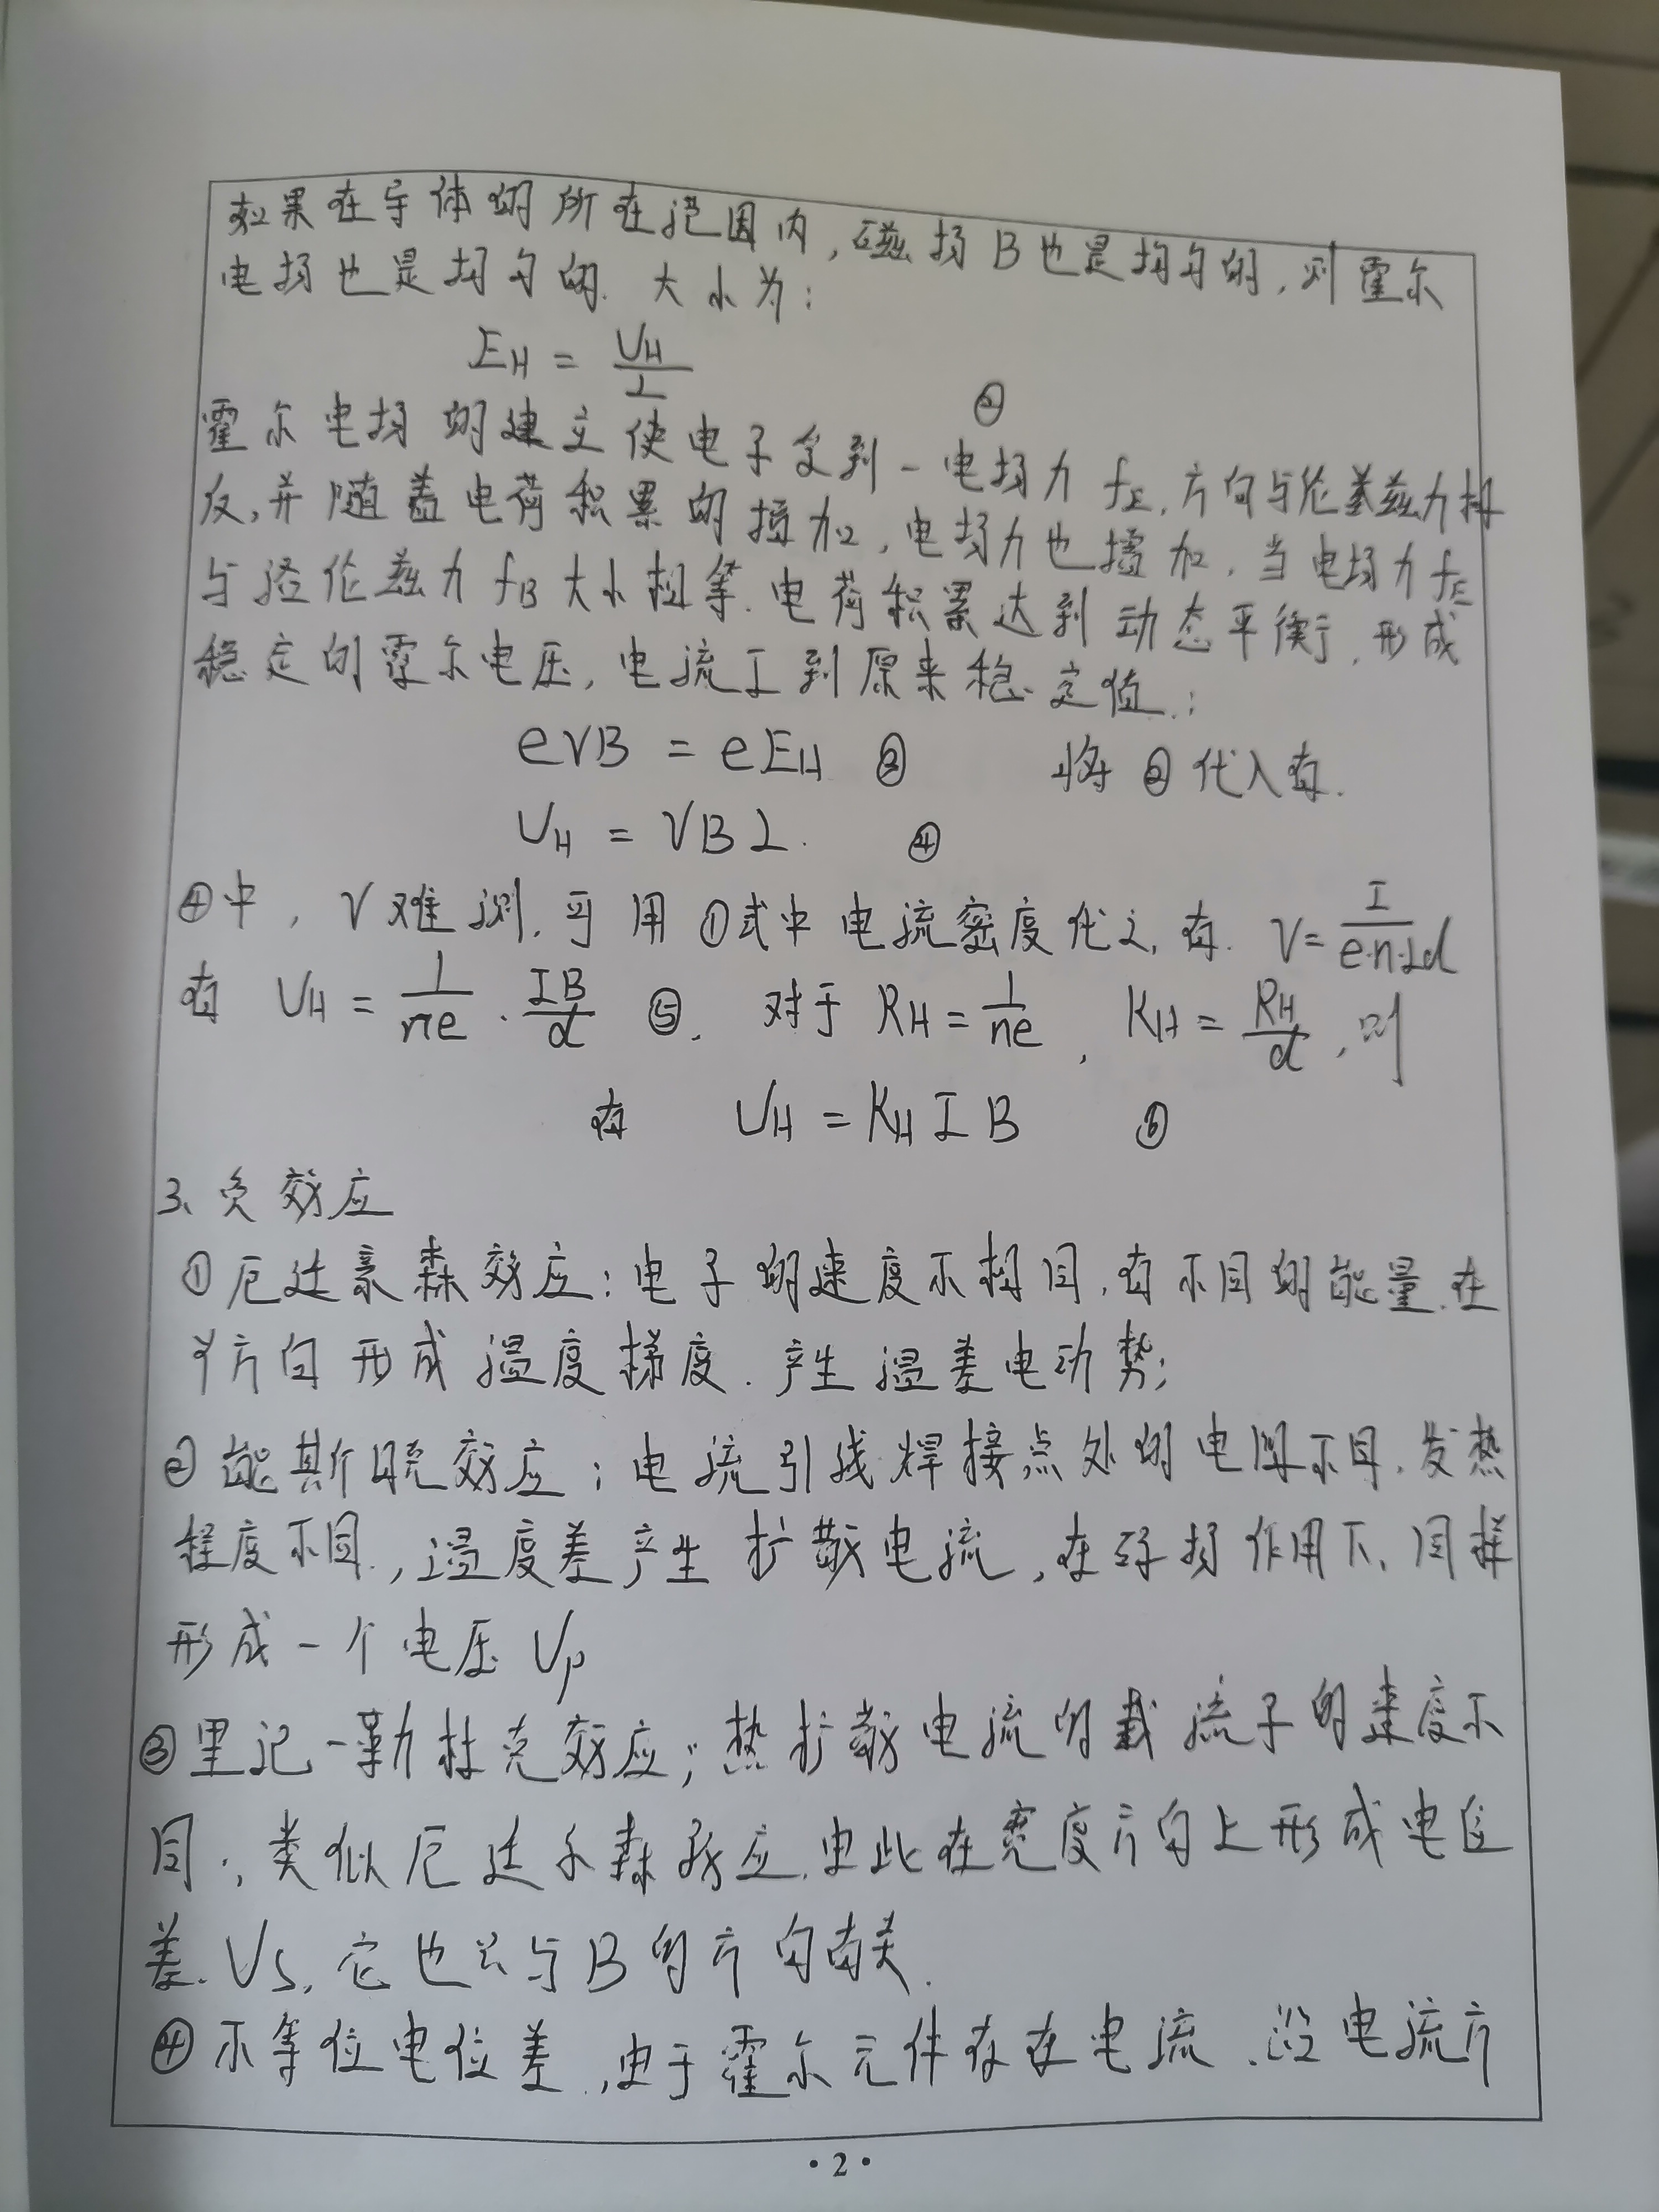 如果在导体的所在范围内，磁场B也是均匀的，则霍尔
电场也是均匀的. 大小为：
E_H = U_H/L ②
霍尔电场的建立使电子受到一电场力 f_E，方向与伦兹力相
反，并随着电荷积累的增加，电场力也增加，当电场力 f_E
与洛伦兹力 f_B 大小相等. 电荷积累达到动态平衡，形成
稳定的霍尔电压，电流I到原来稳定值：
evB = eE_H ③ 将②代入有.
U_H = VBL. ④
④中，V难测，可用①式中电流密度代之，有. V = I/(e·n·Ld)
有 U_H = 1/(ne) · IB/d ⑤. 对于 R_H = 1/(ne), K_H = R_H/d，则
有 U_H = K_H I B ⑥
3、负效应
①厄廷豪森效应：电子的速度不相同，有不同的能量. 在
Y方向形成温度梯度. 产生温差电动势；
②能斯脱效应；电流引线焊接点处的电阻不同，发热
程度不同，温度差产生扩散电流，在磁场作用下、同样
形成一个电压 Vp
③里记-勒杜克效应；热扩散电流的载流子的速度不
同，类似厄廷森效应. 由此在宽度方向上形成电位
差. Vs, 它也只与B的方向有关.
④不等位电位差，由于霍尔元件存在电流、沿电流方
·2·